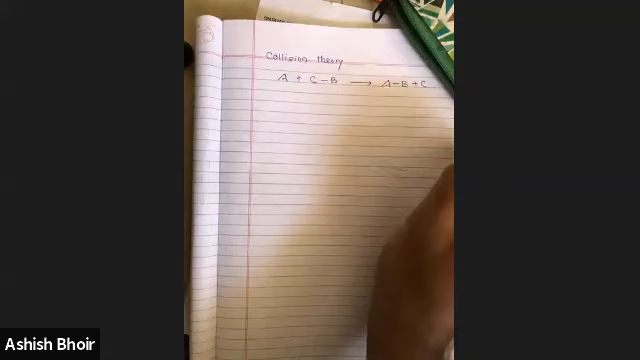 Collision theory
A + C – B ⟶ A – B + C
Ashish Bhoir